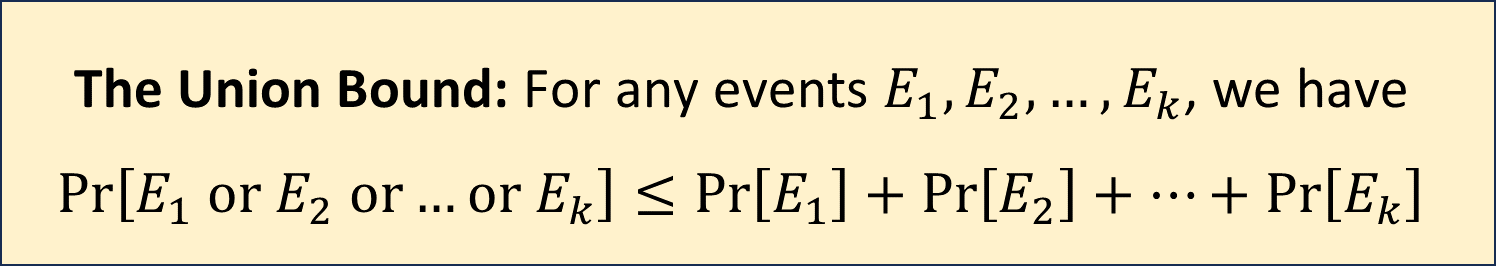 The Union Bound: For any events 𝐸₁, 𝐸₂, … , 𝐸ₖ, we have
Pr[𝐸₁ or 𝐸₂ or … or 𝐸ₖ] ≤ Pr[𝐸₁] + Pr[𝐸₂] + ⋯ + Pr[𝐸ₖ]